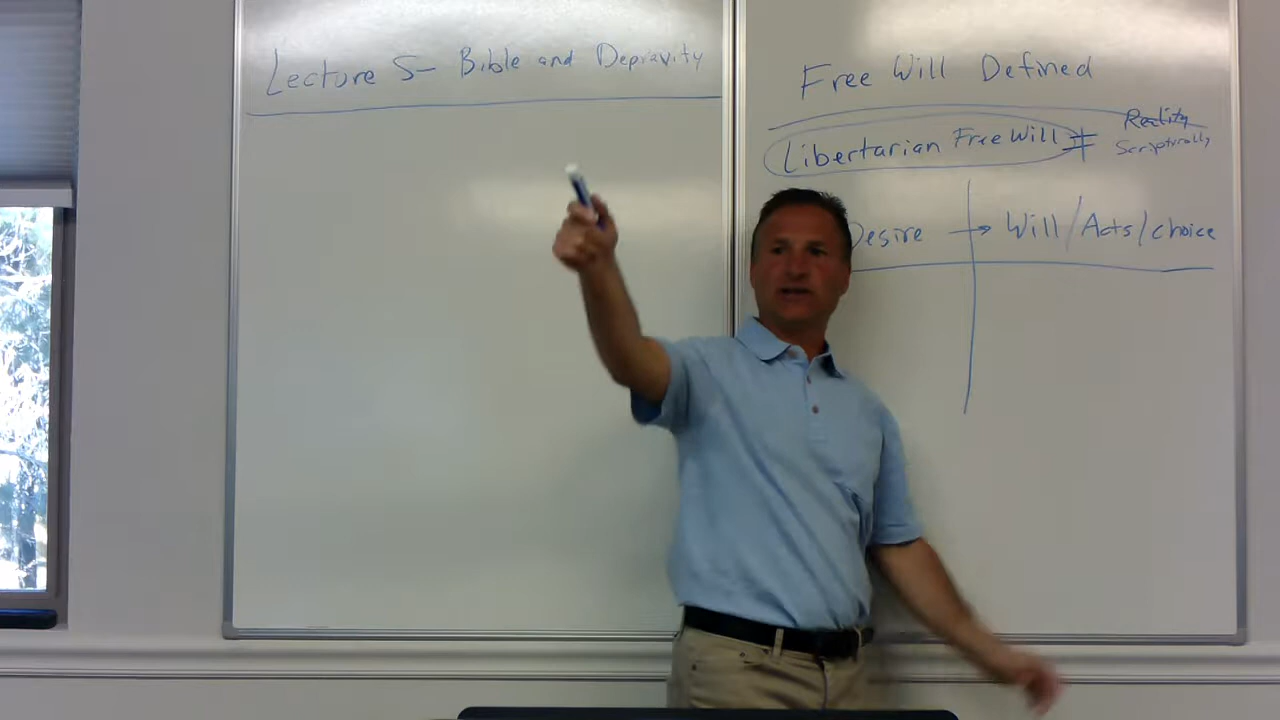 Lecture 5- Bible and Depravity
Free Will Defined
Libertarian Free Will ≠ Reality
Scripturally
Desire → Will/Acts/choice